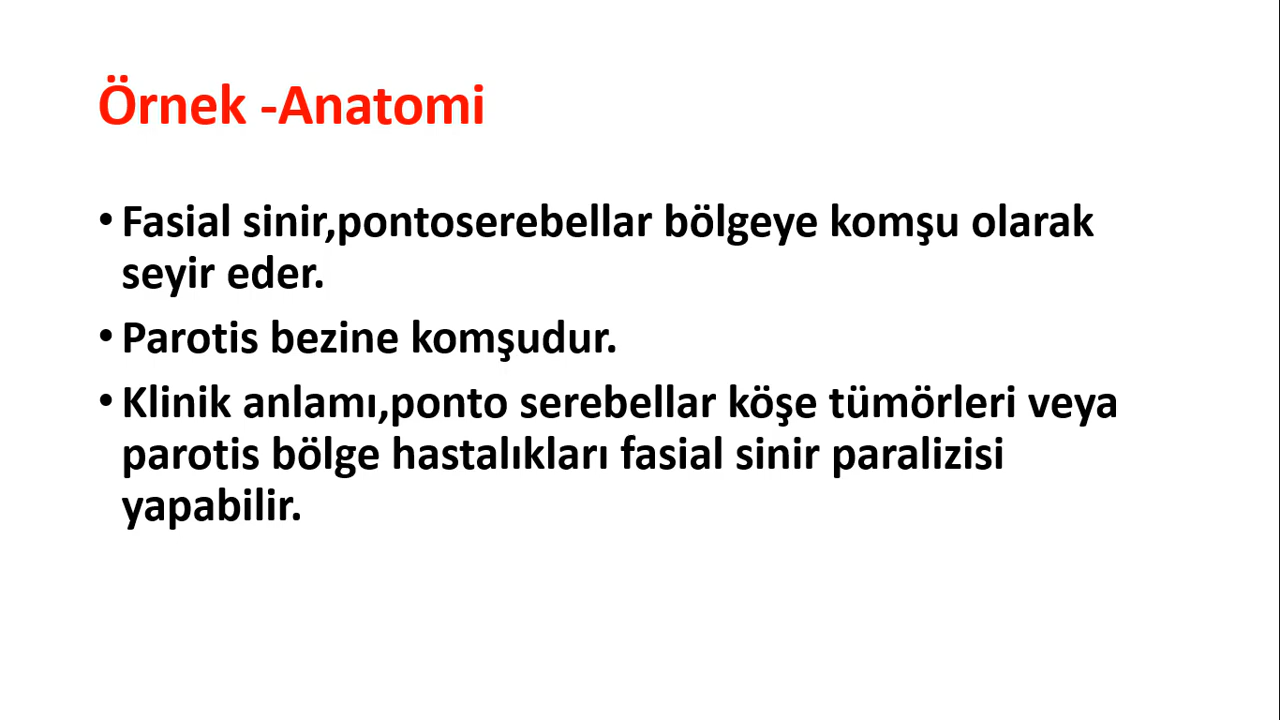 Örnek -Anatomi
• Fasial sinir,pontoserebellar bölgeye komşu olarak
seyir eder.
• Parotis bezine komşudur.
• Klinik anlamı,ponto serebellar köşe tümörleri veya
parotis bölge hastalıkları fasial sinir paralizisi
yapabilir.